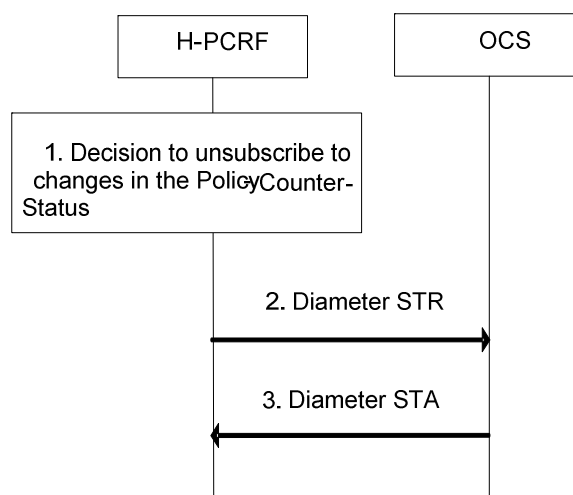 H-PCRF
OCS
1. Decision to unsubscribe to
changes in the Policy-Counter-
Status
2. Diameter STR
3. Diameter STA